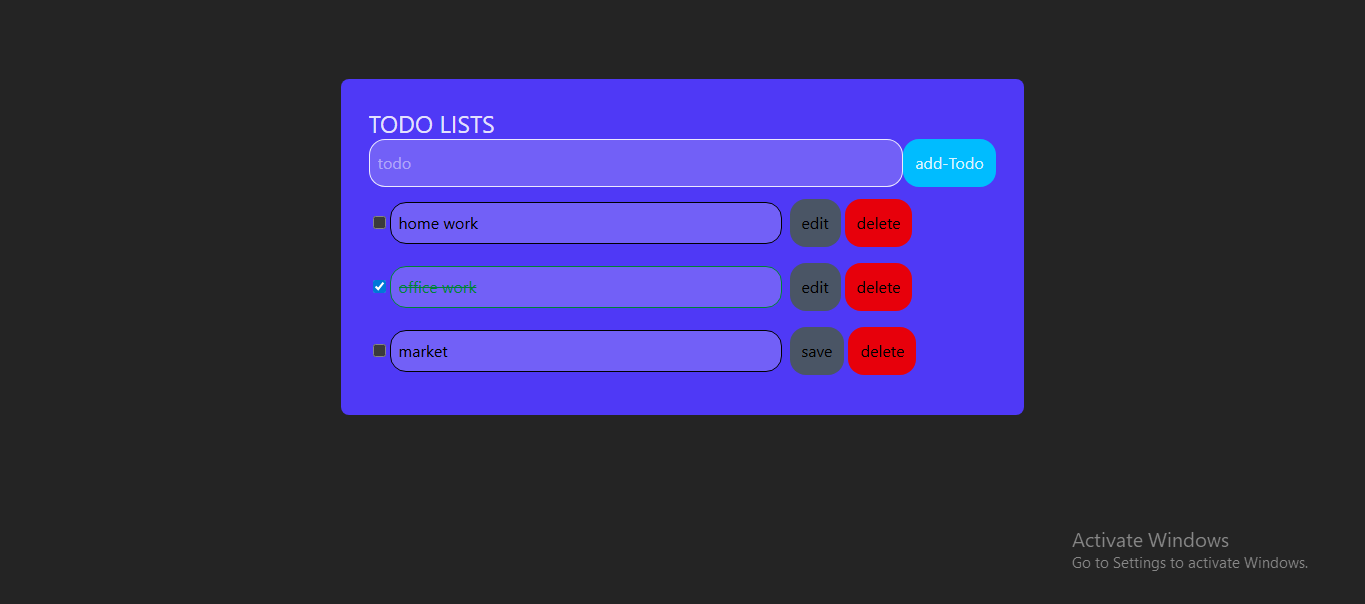 TODO LISTS
todo add-Todo
home work edit delete
office work edit delete
market save delete
Activate Windows
Go to Settings to activate Windows.